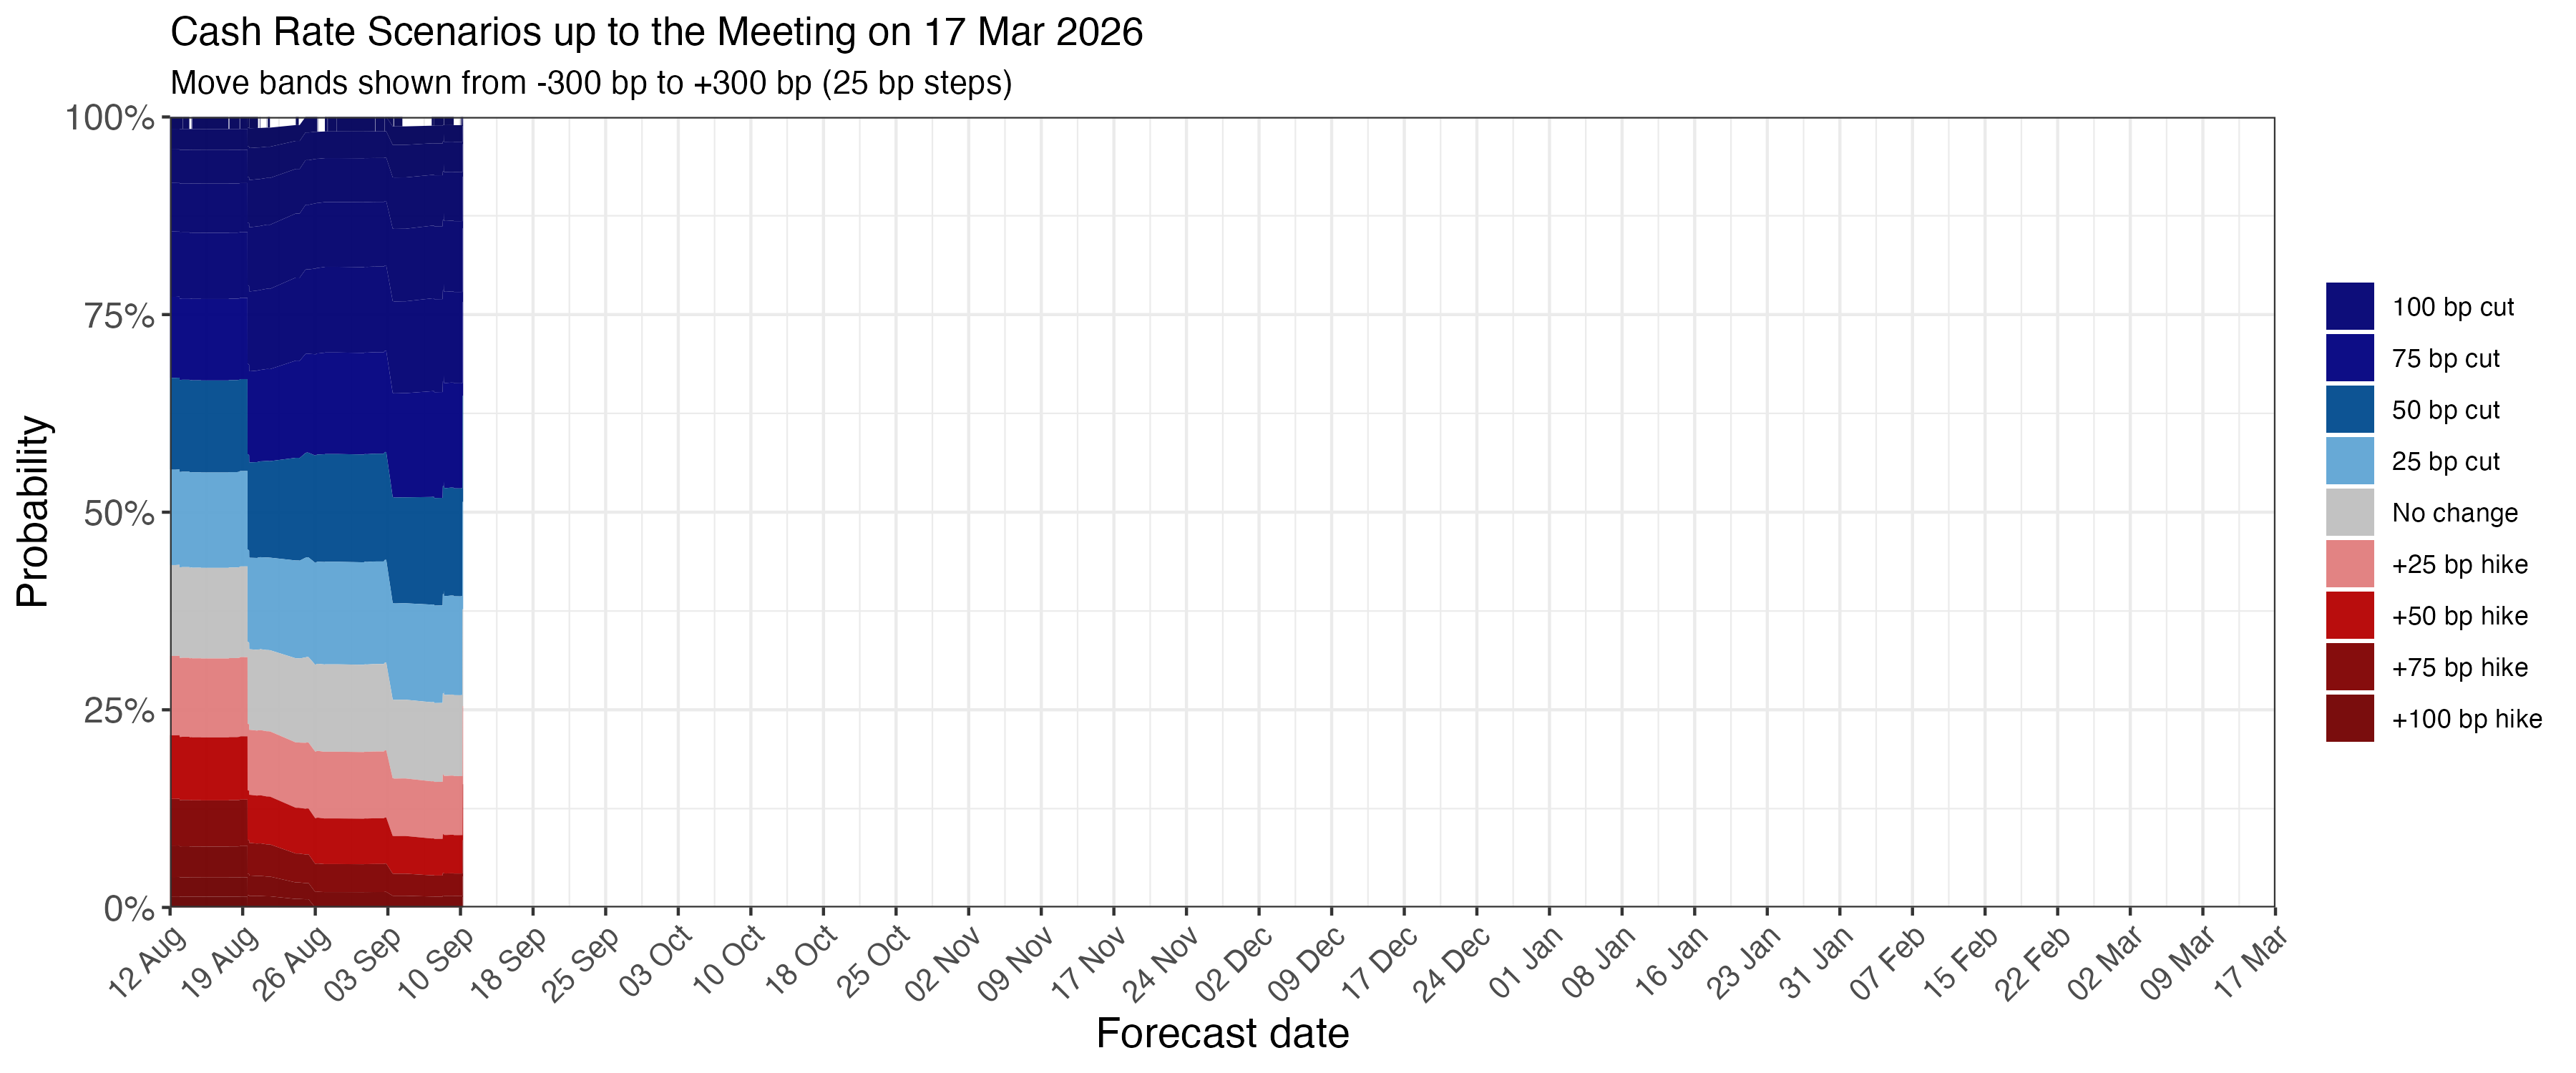 Cash Rate Scenarios up to the Meeting on 17 Mar 2026
Move bands shown from -300 bp to +300 bp (25 bp steps)
Probability
100%
75%
50%
25%
0%
12 Aug
19 Aug
26 Aug
03 Sep
10 Sep
18 Sep
25 Sep
03 Oct
10 Oct
18 Oct
25 Oct
02 Nov
09 Nov
17 Nov
24 Nov
02 Dec
09 Dec
17 Dec
24 Dec
01 Jan
08 Jan
16 Jan
23 Jan
31 Jan
07 Feb
15 Feb
22 Feb
02 Mar
09 Mar
17 Mar
Forecast date
100 bp cut
75 bp cut
50 bp cut
25 bp cut
No change
+25 bp hike
+50 bp hike
+75 bp hike
+100 bp hike